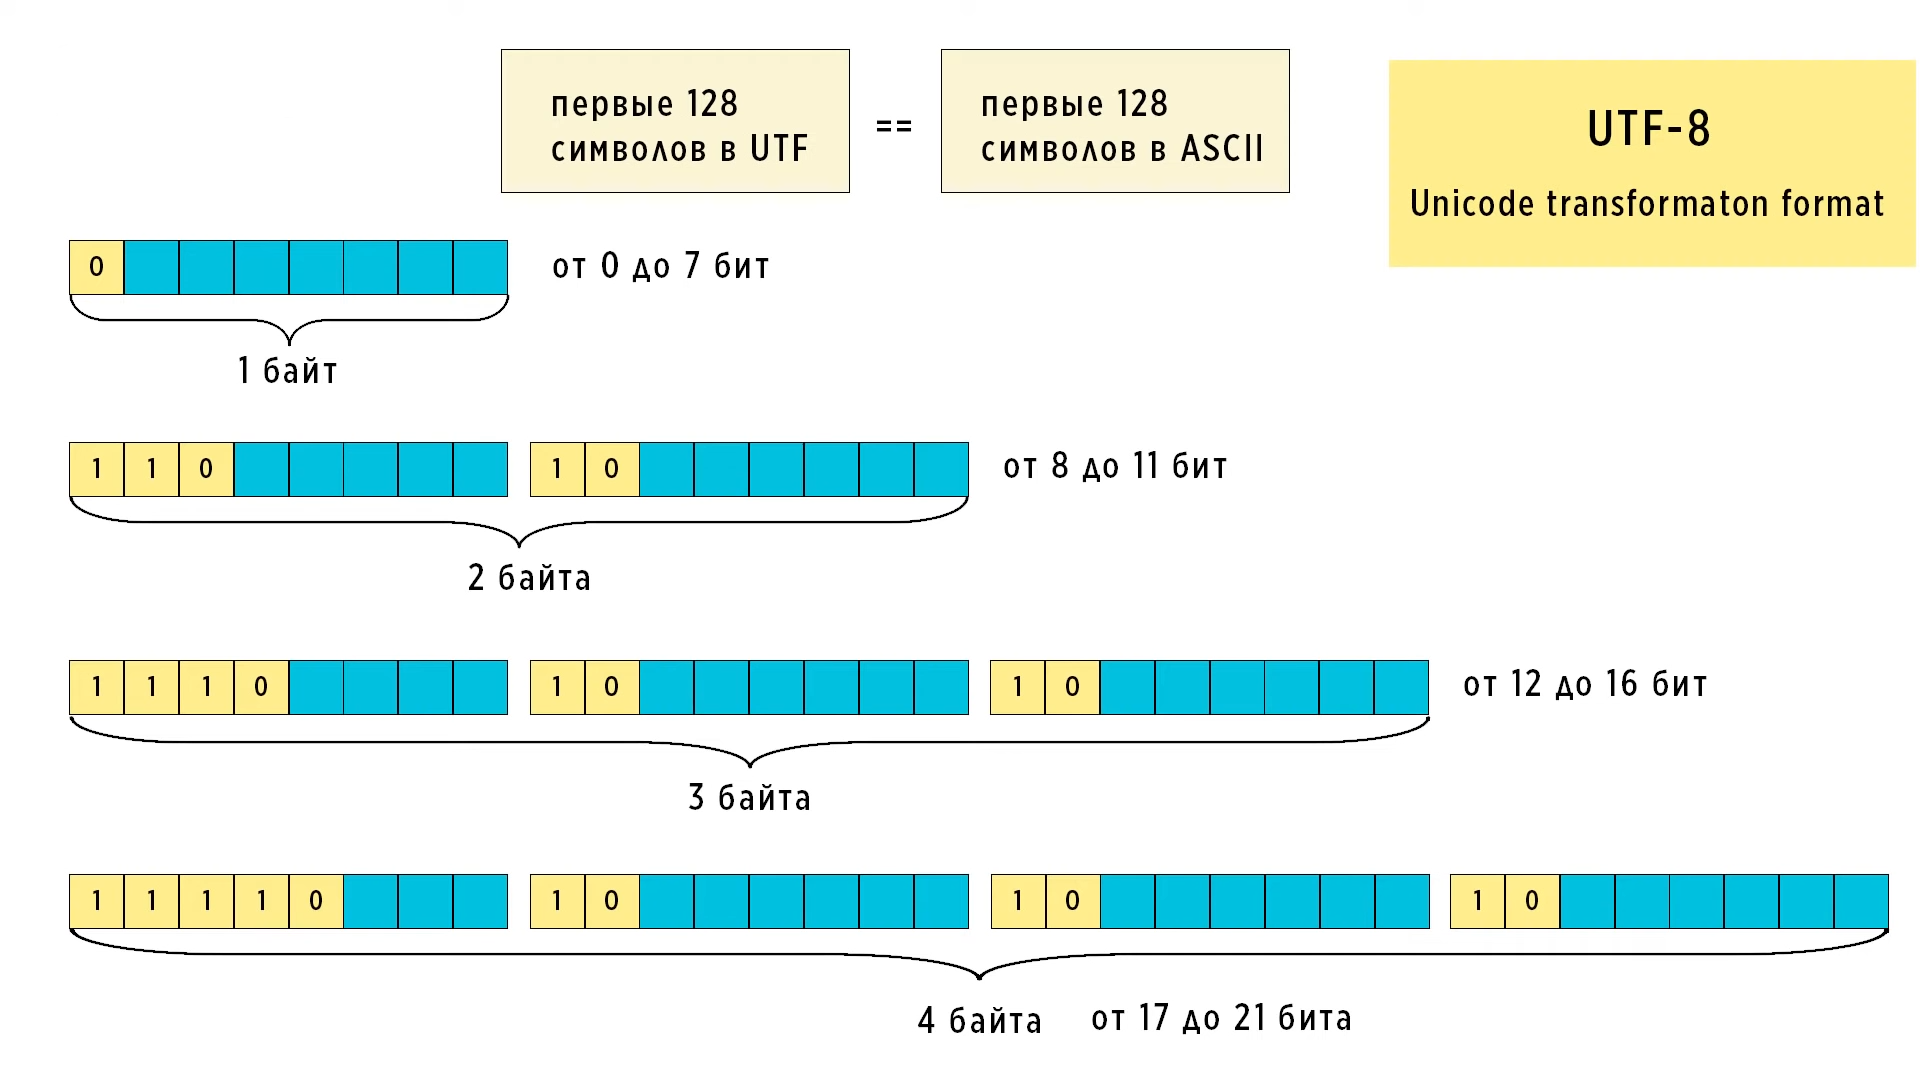 первые 128
символов в UTF
==
первые 128
символов в ASCII
UTF-8
Unicode transformaton format
0
от 0 до 7 бит
1 байт
1 1 0 1 0
от 8 до 11 бит
2 байта
1 1 1 0 1 0 1 0
от 12 до 16 бит
3 байта
1 1 1 1 0 1 0 1 0 1 0
4 байта
от 17 до 21 бита